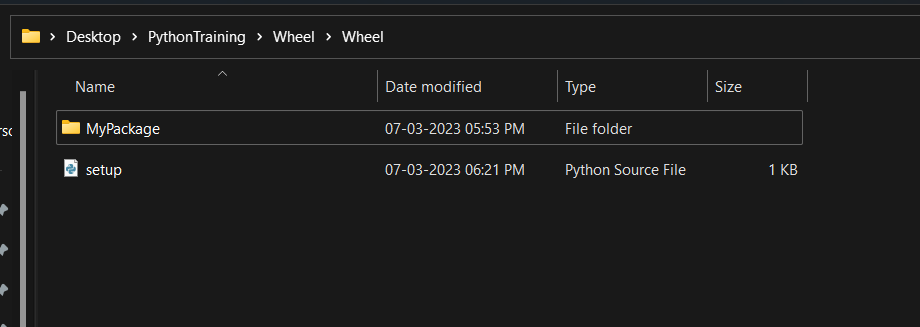 Desktop > PythonTraining > Wheel > Wheel
Name Date modified Type Size
MyPackage 07-03-2023 05:53 PM File folder
setup 07-03-2023 06:21 PM Python Source File 1 KB